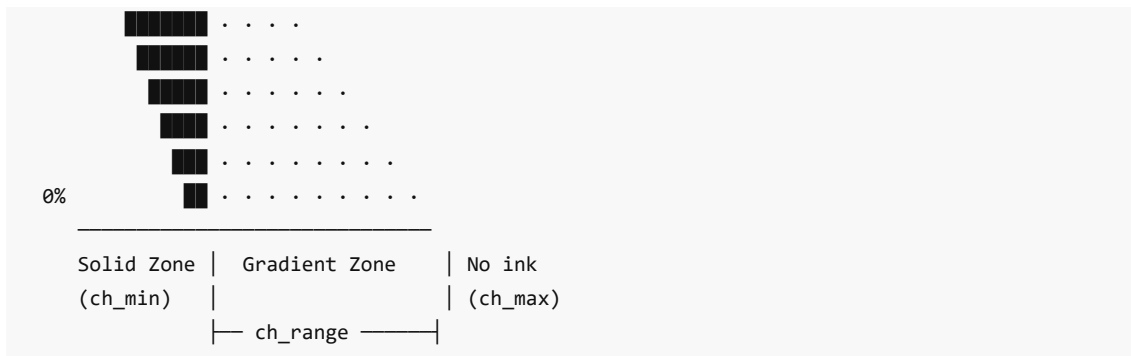 ███████ · · · ·
██████ · · · · ·
█████ · · · · · ·
████ · · · · · · ·
███ · · · · · · · ·
0% ██ · · · · · · · · ·
──────────────────────────────
Solid Zone │ Gradient Zone │ No ink
(ch_min) │ │ (ch_max)
├── ch_range ──────┤